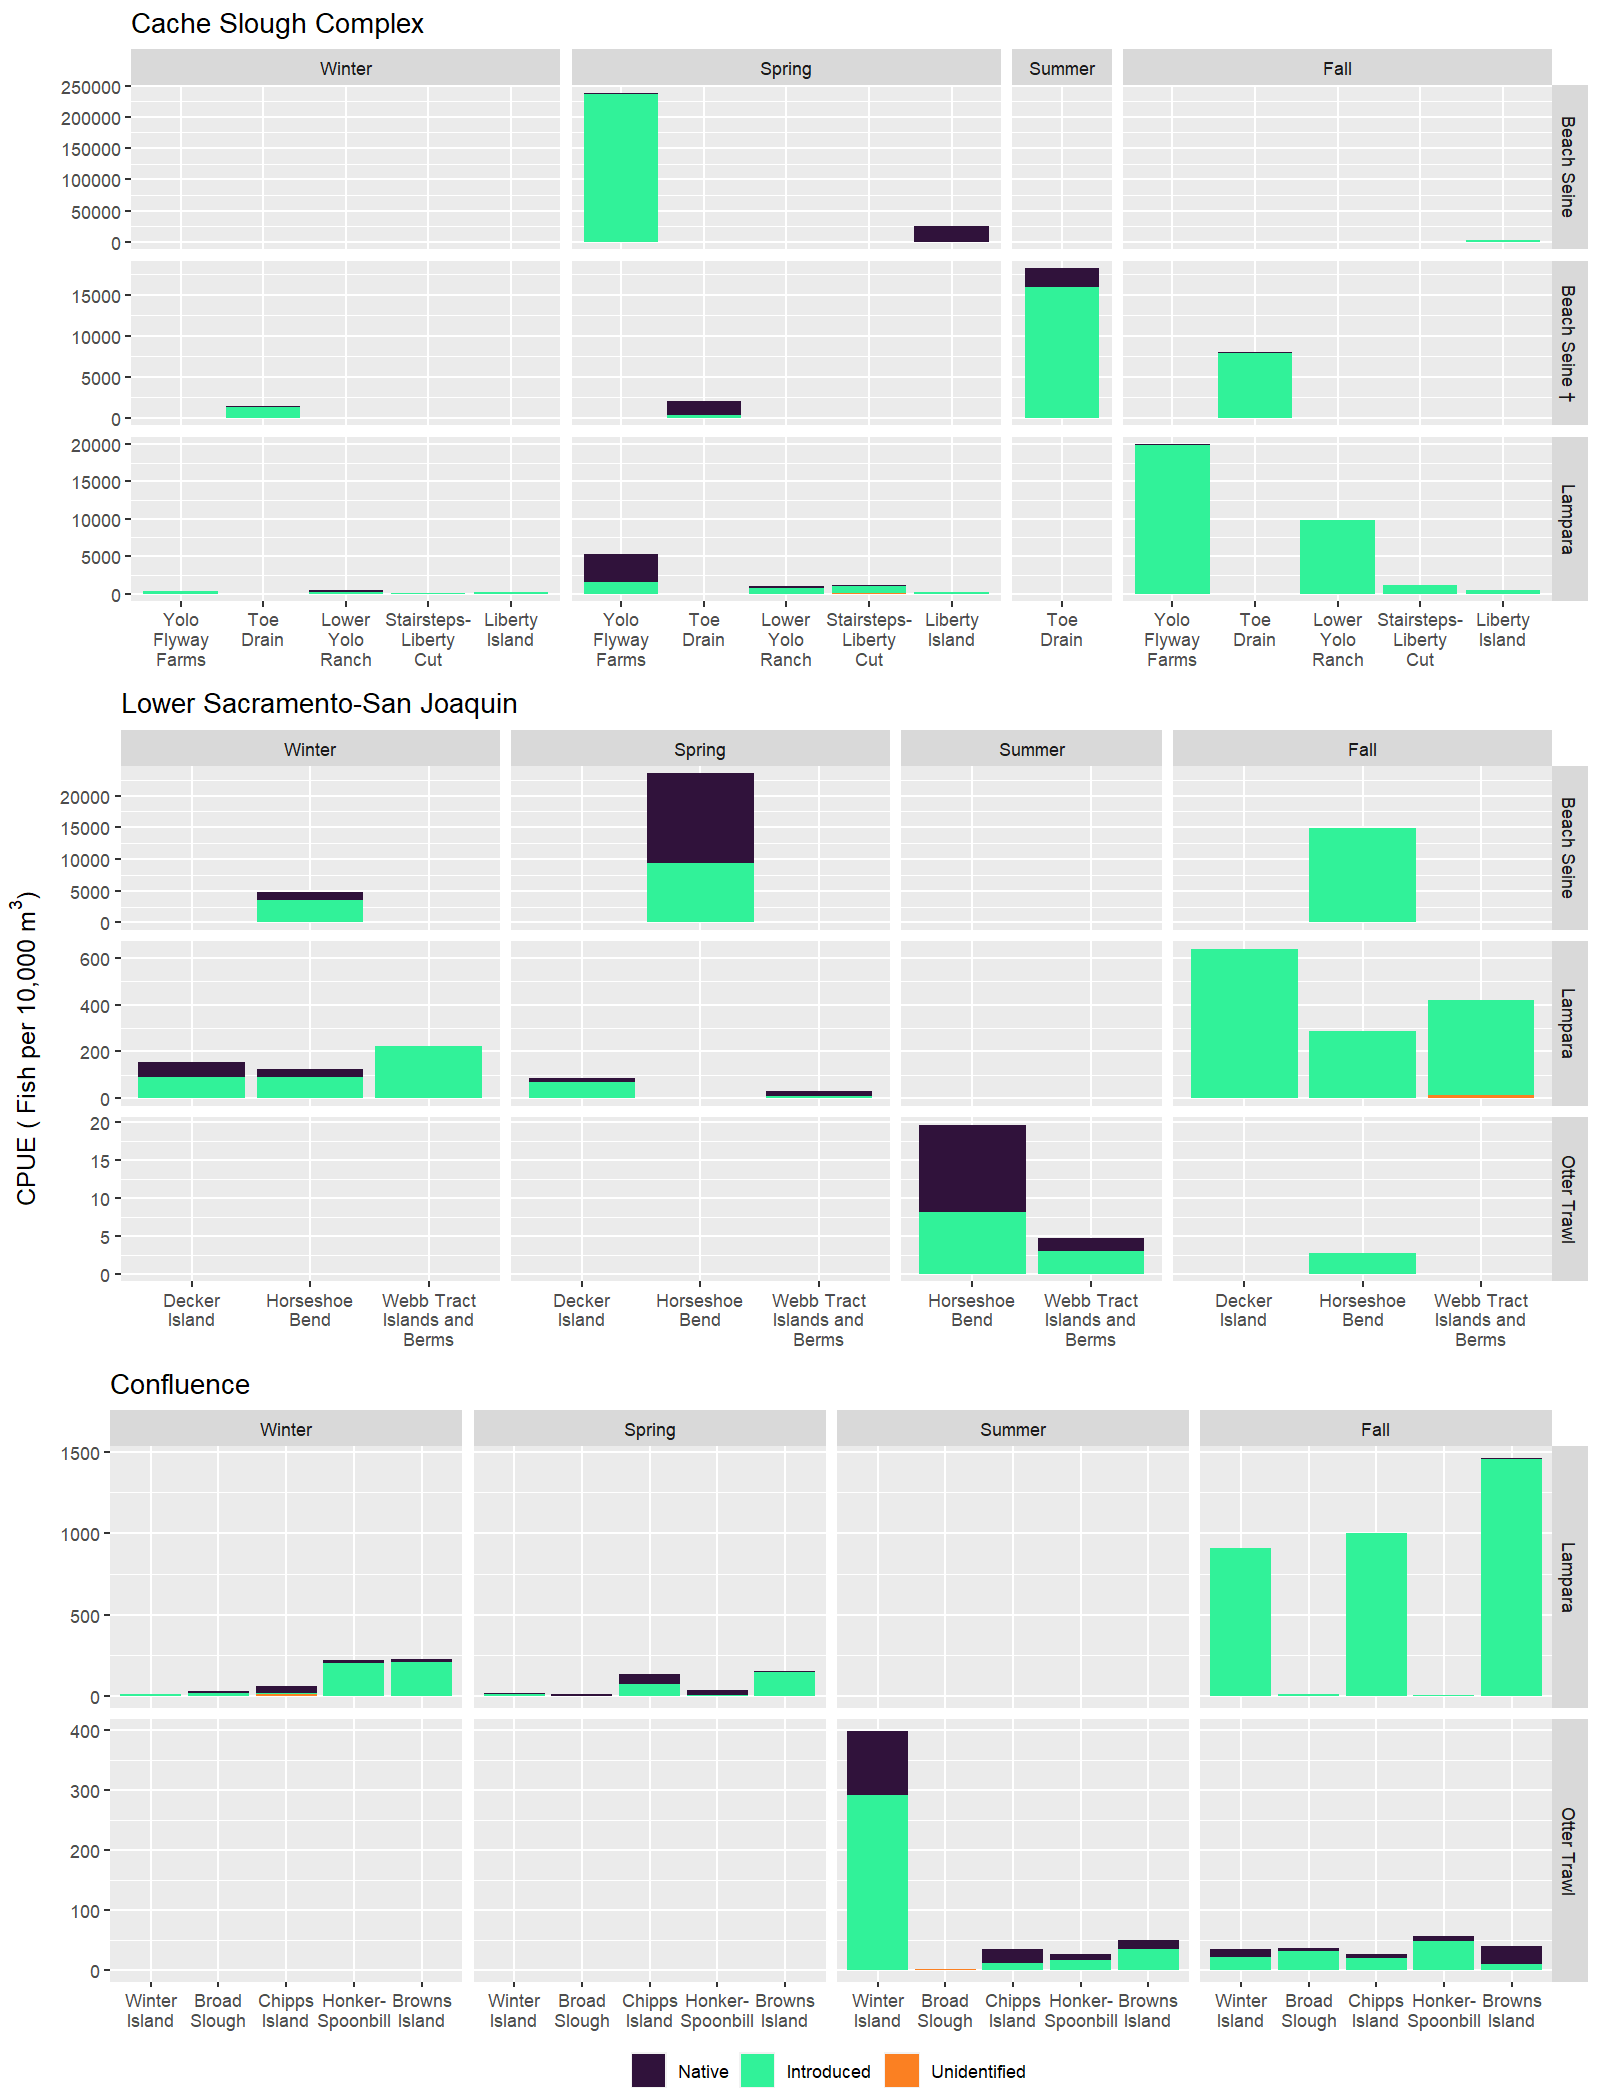 Cache Slough Complex
Winter Spring Summer Fall
250000
200000
150000
100000
50000
0
Beach Seine
15000
10000
5000
0
Beach Seine †
20000
15000
10000
5000
0
Lampara
Yolo Toe Lower Stairsteps- Liberty Yolo Toe Lower Stairsteps- Liberty Toe Yolo Toe Lower Stairsteps- Liberty
Flyway Drain Yolo Liberty Island Flyway Drain Yolo Liberty Island Drain Flyway Drain Yolo Liberty Island
Farms Ranch Cut Farms Ranch Cut Farms Ranch Cut
Lower Sacramento-San Joaquin
Winter Spring Summer Fall
20000
15000
10000
5000
0
Beach Seine
CPUE ( Fish per 10,000 m³)
600
400
200
0
Lampara
20
15
10
5
0
Otter Trawl
Decker Horseshoe Webb Tract Decker Horseshoe Webb Tract Horseshoe Webb Tract Decker Horseshoe Webb Tract
Island Bend Islands and Island Bend Islands and Bend Islands and Island Bend Islands and
Berms Berms Berms Berms
Confluence
Winter Spring Summer Fall
1500
1000
500
0
Lampara
400
300
200
100
0
Otter Trawl
Winter Broad Chipps Honker- Browns Winter Broad Chipps Honker- Browns Winter Broad Chipps Honker- Browns Winter Broad Chipps Honker- Browns
Island Slough Island Spoonbill Island Island Slough Island Spoonbill Island Island Slough Island Spoonbill Island Island Slough Island Spoonbill Island
Native Introduced Unidentified